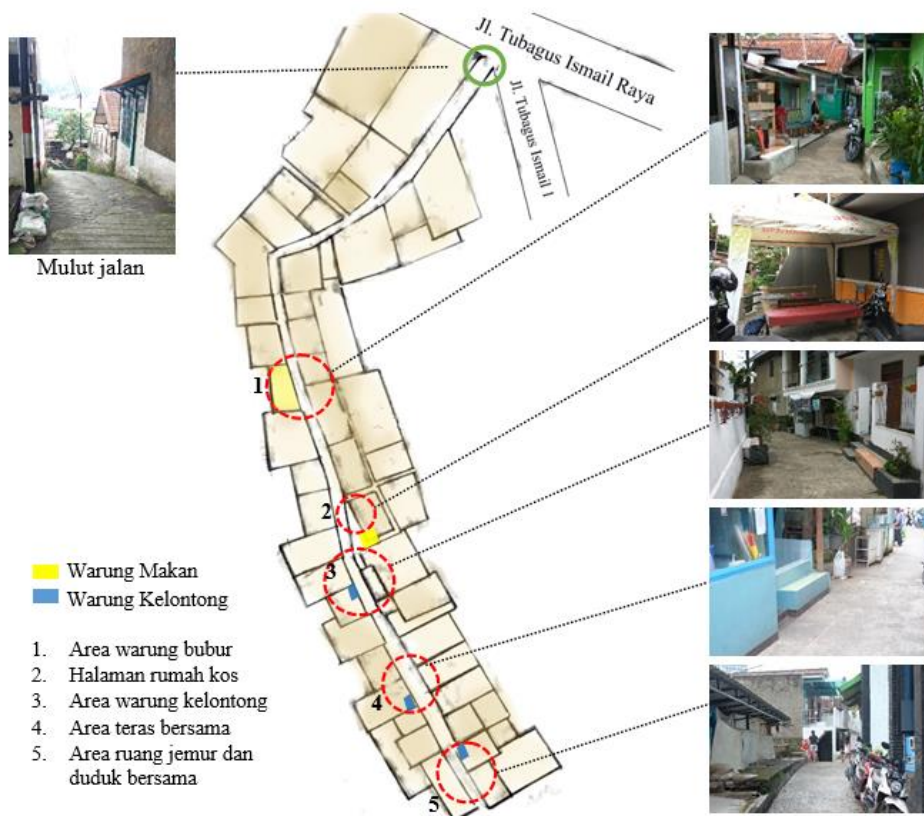 Jl. Tubagus Ismail Raya
Jl. Tubagus Ismail I
Mulut jalan
1
2
3
4
5
Warung Makan
Warung Kelontong
1. Area warung bubur
2. Halaman rumah kos
3. Area warung kelontong
4. Area teras bersama
5. Area ruang jemur dan
duduk bersama